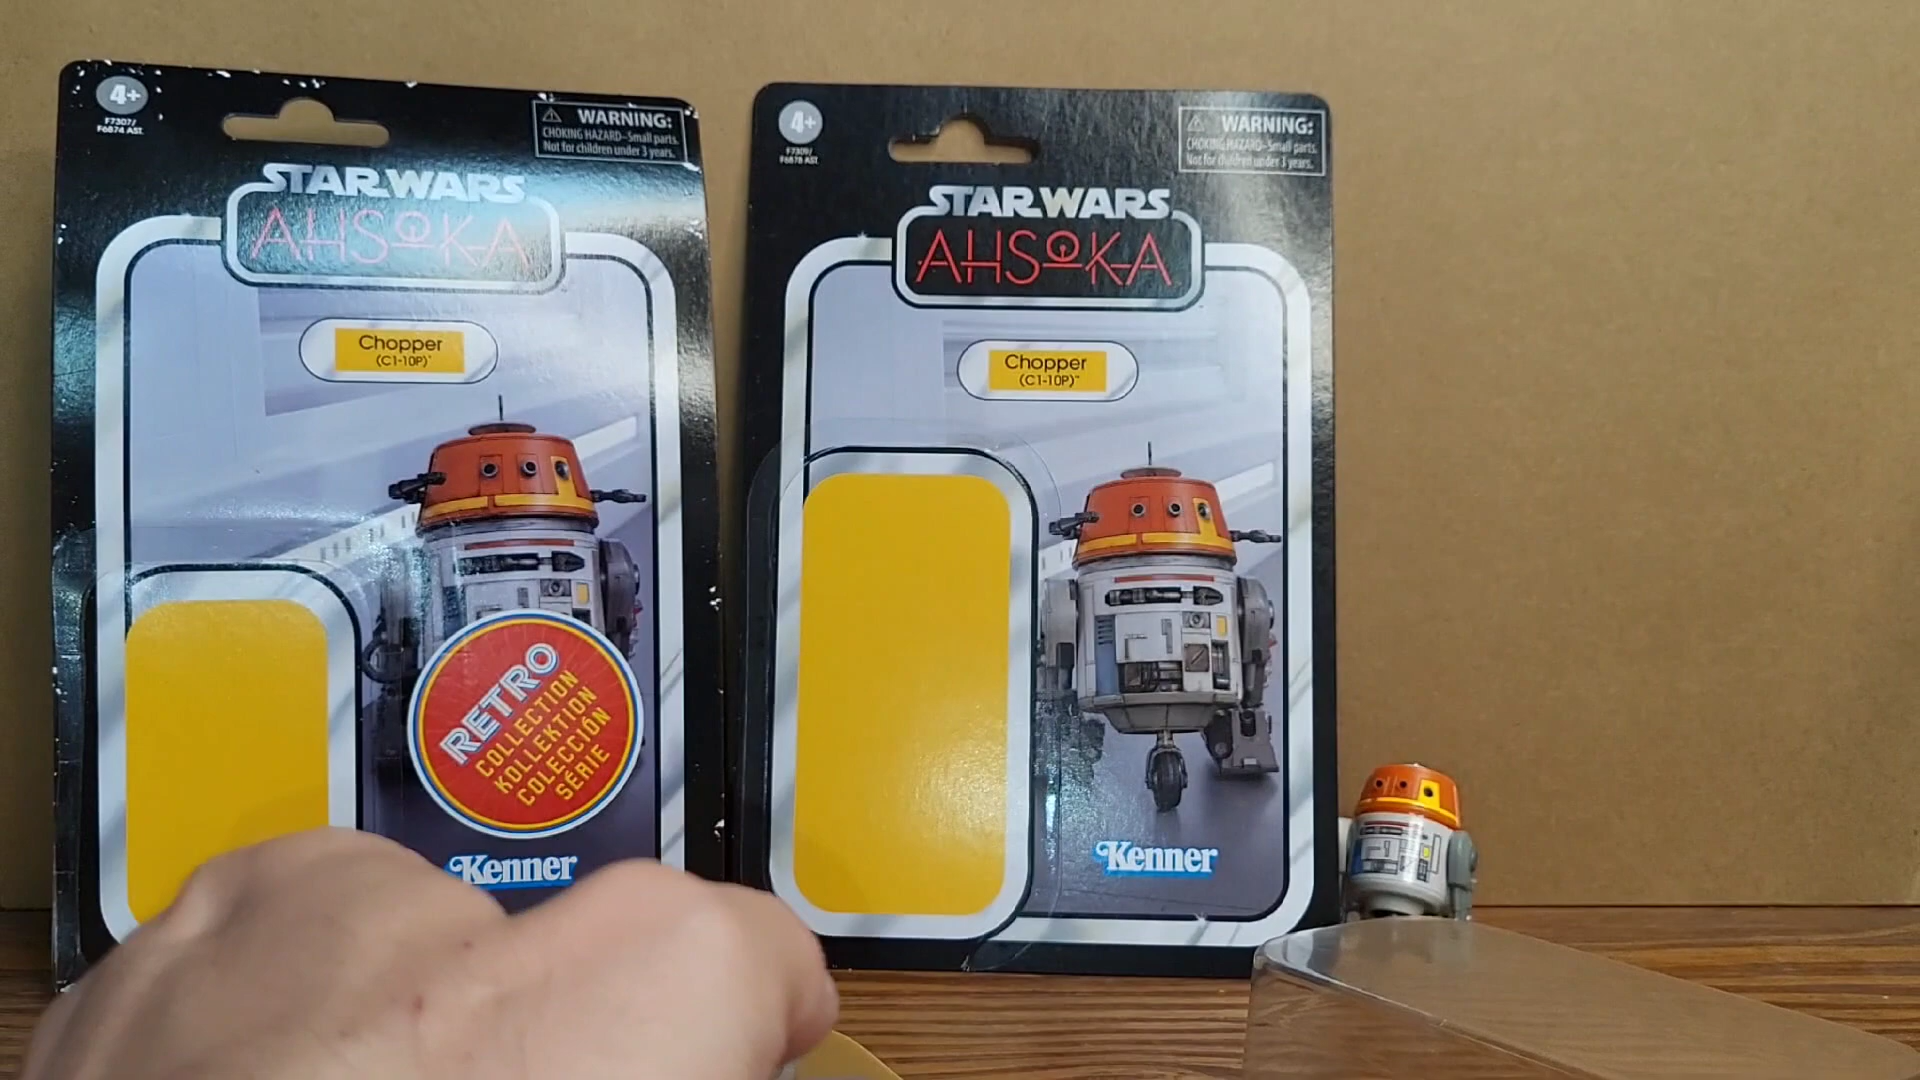 4+
F7307/
F6874 AST.
WARNING:
CHOKING HAZARD–Small parts.
Not for children under 3 years.
STAR WARS
AHSOKA
Chopper
(C1-10P)™
RETRO
COLLECTION
KOLLEKTION
COLECCIÓN
SÉRIE
Kenner
4+
F7309/
F6878 AST.
WARNING:
CHOKING HAZARD–Small parts.
Not for children under 3 years.
STAR WARS
AHSOKA
Chopper
(C1-10P)™
Kenner